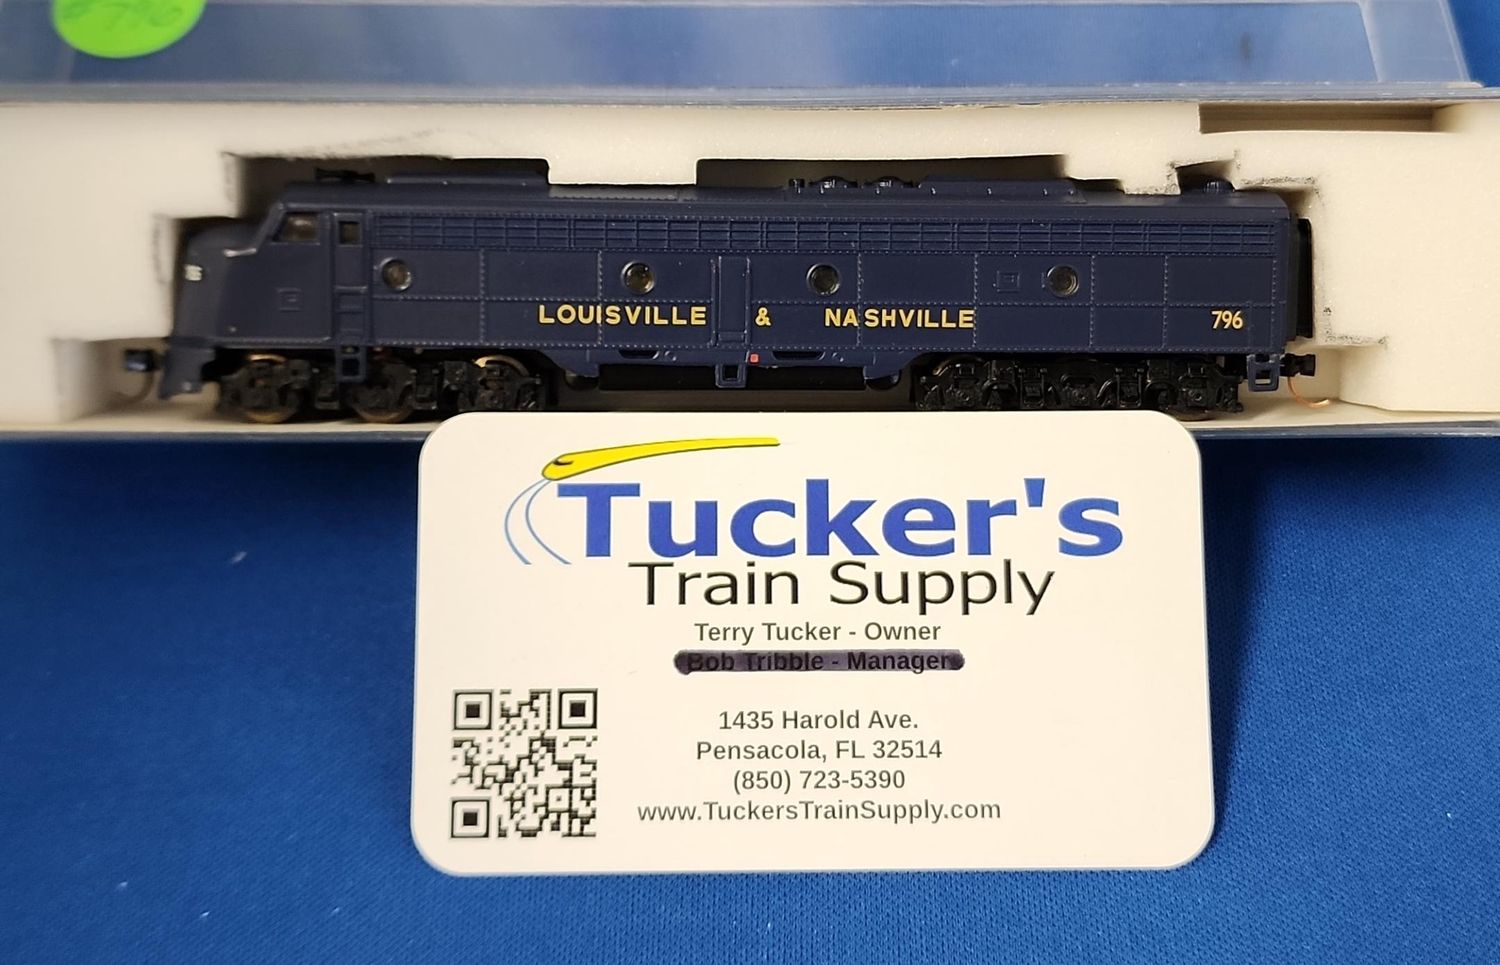 LOUISVILLE & NASHVILLE
796
Tucker's
Train Supply
Terry Tucker - Owner
Bob Tribble - Manager
1435 Harold Ave.
Pensacola, FL 32514
(850) 723-5390
www.TuckersTrainSupply.com